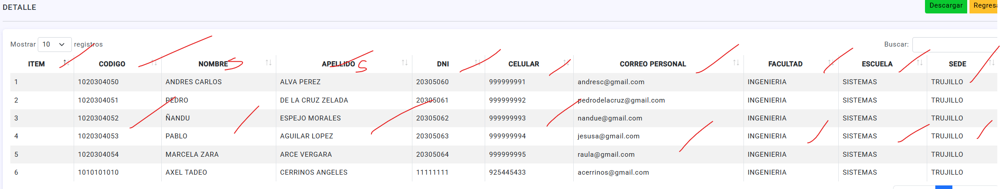 DETALLE
Descargar Regresa
Mostrar 10 registros
Buscar:
ITEM CODIGO NOMBRES APELLIDOS DNI CELULAR CORREO PERSONAL FACULTAD ESCUELA SEDE
1 1020304050 ANDRES CARLOS ALVA PEREZ 20305060 999999991 andresc@gmail.com INGENIERIA SISTEMAS TRUJILLO
2 1020304051 PEDRO DE LA CRUZ ZELADA 20305061 999999992 pedrodelacruz@gmail.com INGENIERIA SISTEMAS TRUJILLO
3 1020304052 ÑANDU ESPEJO MORALES 20305062 999999993 nandue@gmail.com INGENIERIA SISTEMAS TRUJILLO
4 1020304053 PABLO AGUILAR LOPEZ 20305063 999999994 jesusa@gmail.com INGENIERIA SISTEMAS TRUJILLO
5 1020304054 MARCELA ZARA ARCE VERGARA 20305064 999999995 raula@gmail.com INGENIERIA SISTEMAS TRUJILLO
6 1010101010 AXEL TADEO CERRINOS ANGELES 11111111 925445433 acerrinos@gmail.com INGENIERIA SISTEMAS TRUJILLO